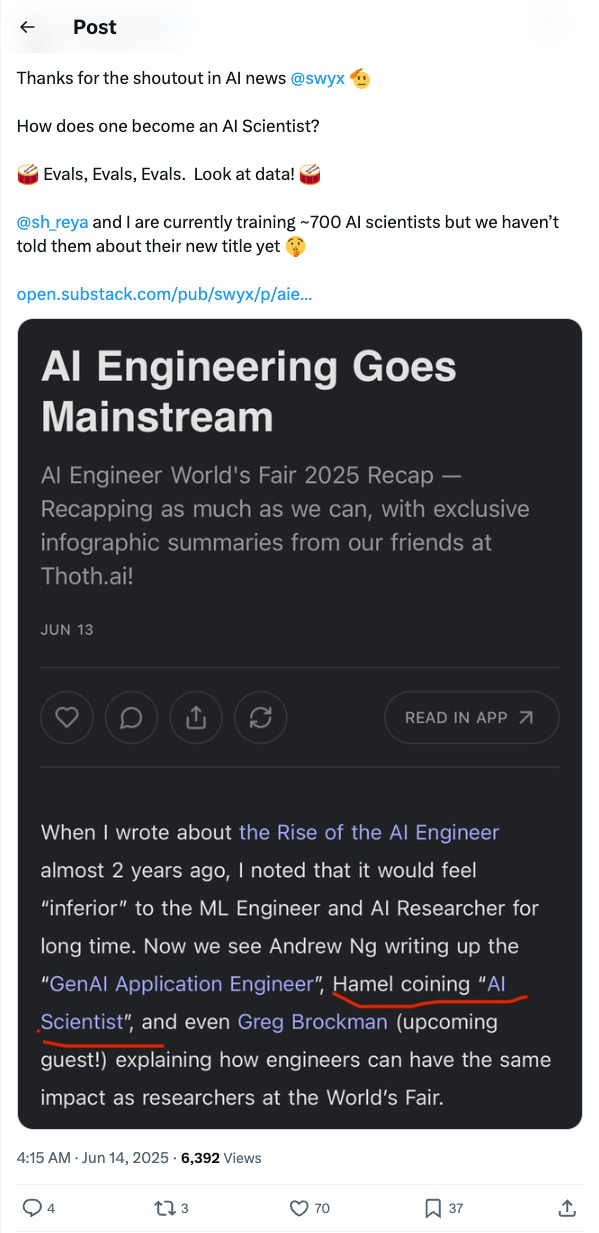 Post
Thanks for the shoutout in AI news @swyx 🫡
How does one become an AI Scientist?
🥁 Evals, Evals, Evals.  Look at data! 🥁
@sh_reya and I are currently training ~700 AI scientists but we haven’t
told them about their new title yet 🤫
open.substack.com/pub/swyx/p/aie...
AI Engineering Goes
Mainstream
AI Engineer World's Fair 2025 Recap —
Recapping as much as we can, with exclusive
infographic summaries from our friends at
Thoth.ai!
JUN 13
READ IN APP
When I wrote about the Rise of the AI Engineer
almost 2 years ago, I noted that it would feel
“inferior” to the ML Engineer and AI Researcher for
long time. Now we see Andrew Ng writing up the
“GenAI Application Engineer”, Hamel coining “AI
Scientist”, and even Greg Brockman (upcoming
guest!) explaining how engineers can have the same
impact as researchers at the World’s Fair.
4:15 AM · Jun 14, 2025 · 6,392 Views
4 3 70 37